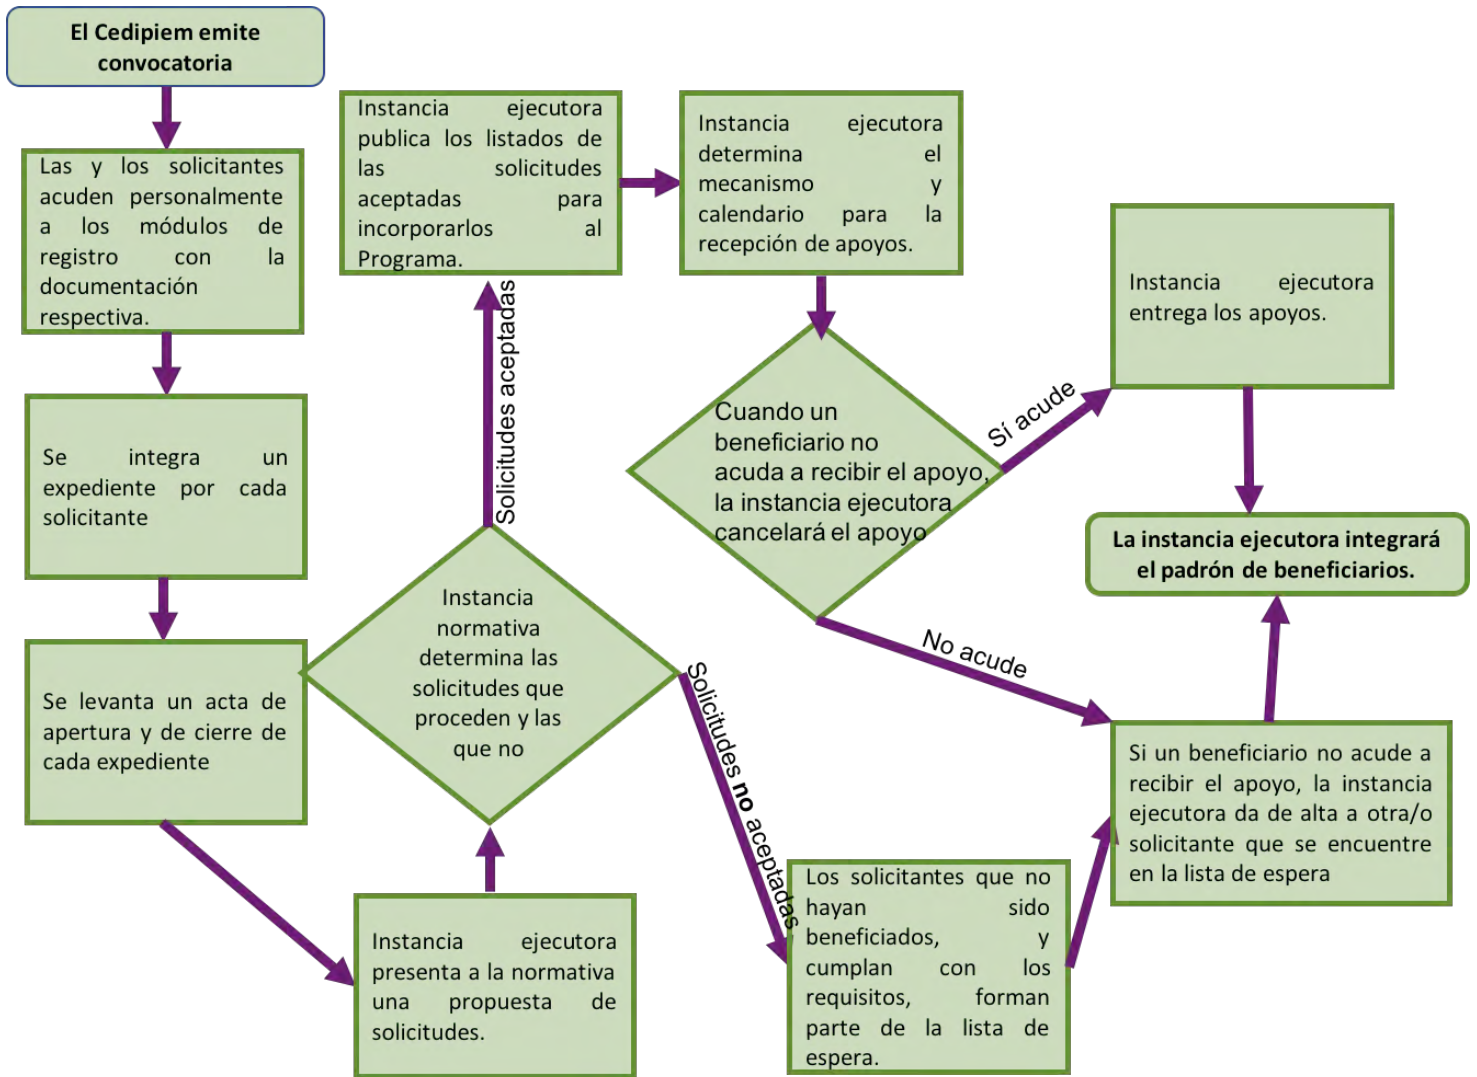 El Cedipiem emite
convocatoria
Las y los solicitantes
acuden personalmente
a los módulos de
registro con la
documentación
respectiva.
Se integra un
expediente por cada
solicitante
Se levanta un acta de
apertura y de cierre de
cada expediente
Instancia ejecutora
presenta a la normativa
una propuesta de
solicitudes.
Instancia
normativa
determina las
solicitudes que
proceden y las
que no
Solicitudes aceptadas
Instancia ejecutora
publica los listados de
las solicitudes
aceptadas para
incorporarlos al
Programa.
Instancia ejecutora
determina el
mecanismo y
calendario para la
recepción de apoyos.
Cuando un
beneficiario no
acuda a recibir el apoyo,
la instancia ejecutora
cancelará el apoyo
Sí acude
Instancia ejecutora
entrega los apoyos.
La instancia ejecutora integrará
el padrón de beneficiarios.
No acude
Solicitudes no aceptadas
Los solicitantes que no
hayan sido
beneficiados, y
cumplan con los
requisitos, forman
parte de la lista de
espera.
Si un beneficiario no acude a
recibir el apoyo, la instancia
ejecutora da de alta a otra/o
solicitante que se encuentre
en la lista de espera